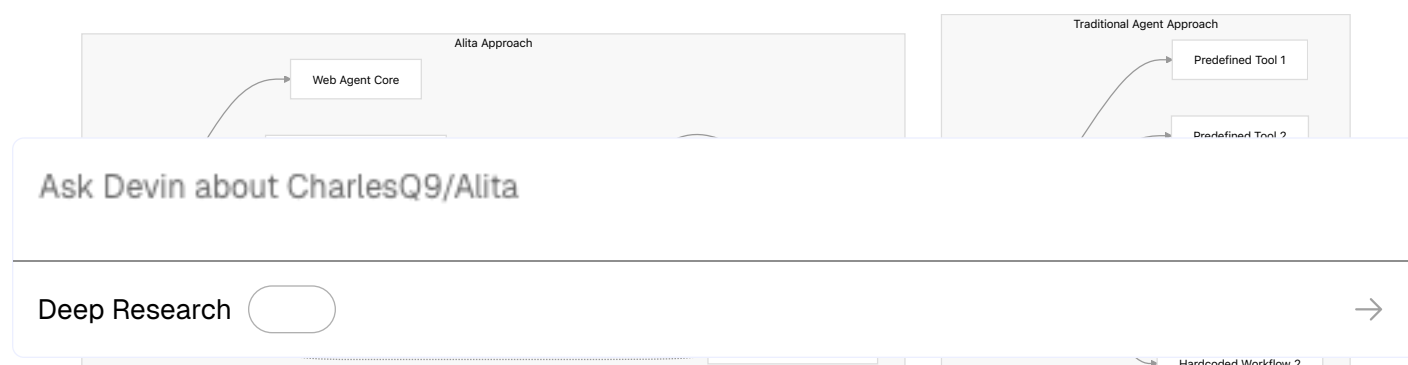 Traditional Agent Approach
Alita Approach
Predefined Tool 1
Web Agent Core
Predefined Tool 2
Ask Devin about CharlesQ9/Alita
Deep Research
Hardcoded Workflow 2